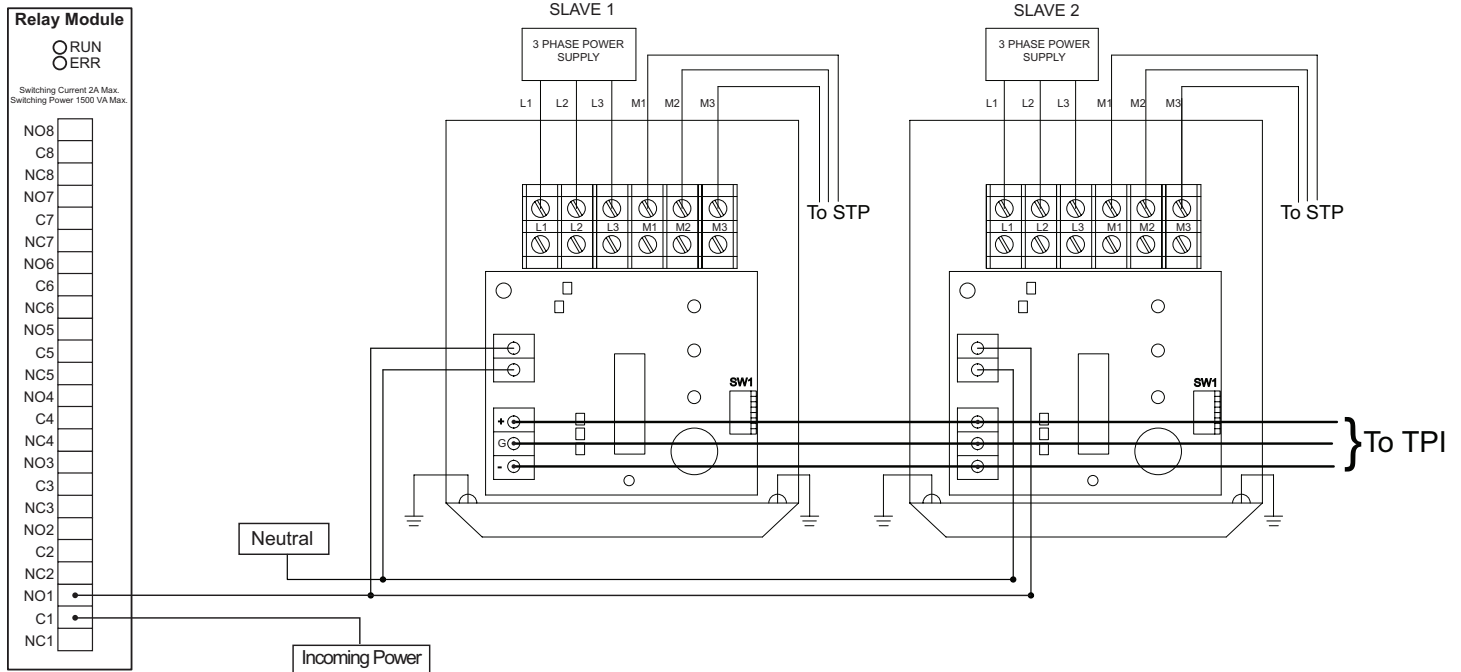 Relay Module
RUN
ERR
Switching Current 2A Max.
Switching Power 1500 VA Max.
NO8
C8
NC8
NO7
C7
NC7
NO6
C6
NC6
NO5
C5
NC5
NO4
C4
NC4
NO3
C3
NC3
NO2
C2
NC2
NO1
C1
NC1
Neutral
Incoming Power
SLAVE 1
3 PHASE POWER
SUPPLY
L1 L2 L3 M1 M2 M3
To STP
L1 L2 L3 M1 M2 M3
SW1
+
G
-
SLAVE 2
3 PHASE POWER
SUPPLY
L1 L2 L3 M1 M2 M3
To STP
L1 L2 L3 M1 M2 M3
SW1
}To TPI